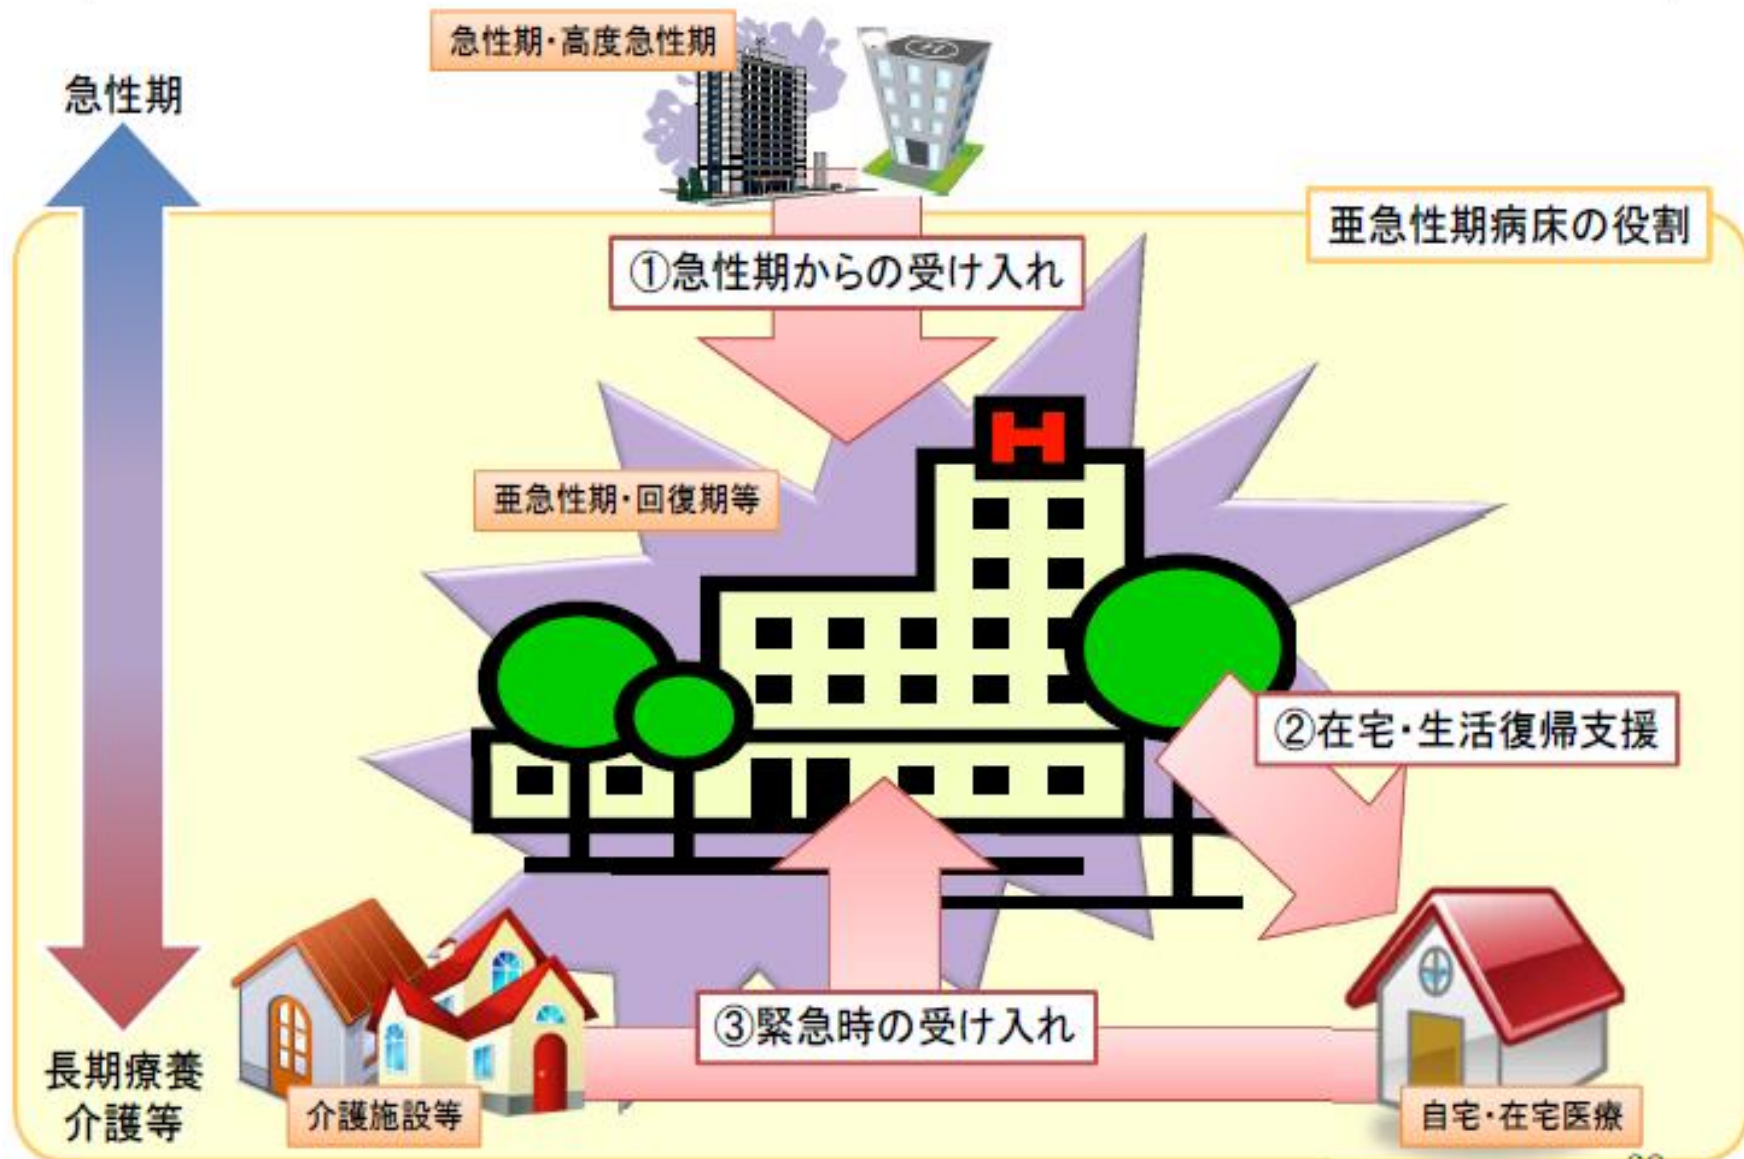 急性期・高度急性期
急性期
亜急性期病床の役割
①急性期からの受け入れ
H
亜急性期・回復期等
②在宅・生活復帰支援
③緊急時の受け入れ
長期療養
介護等
介護施設等
自宅・在宅医療